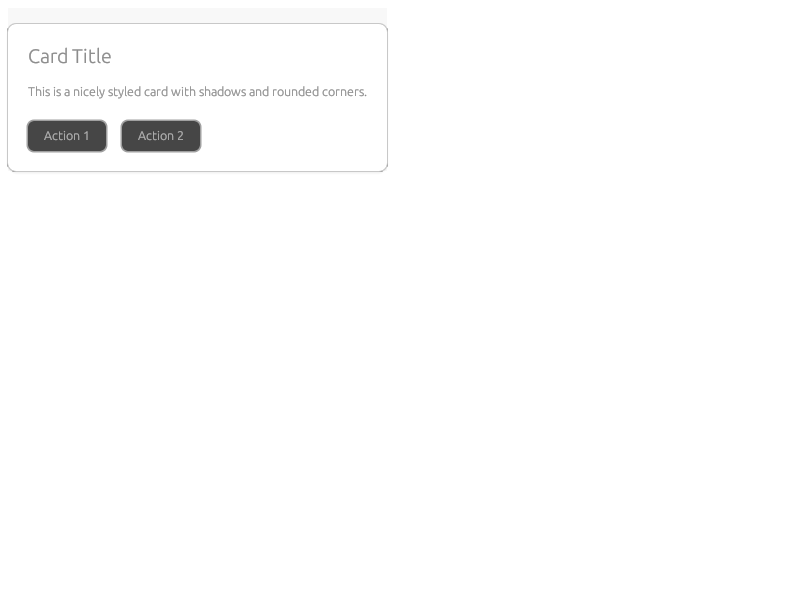 Card Title
This is a nicely styled card with shadows and rounded corners.
Action 1
Action 2